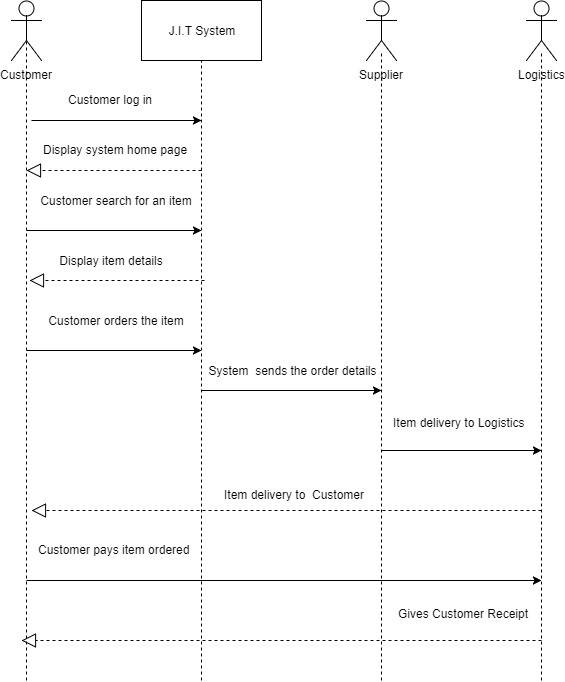 J.I.T System
Customer
Supplier
Logistics
Customer log in
Display system home page
Customer search for an item
Display item details
Customer orders the item
System  sends the order details
Item delivery to Logistics
Item delivery to  Customer
Customer pays item ordered
Gives Customer Receipt